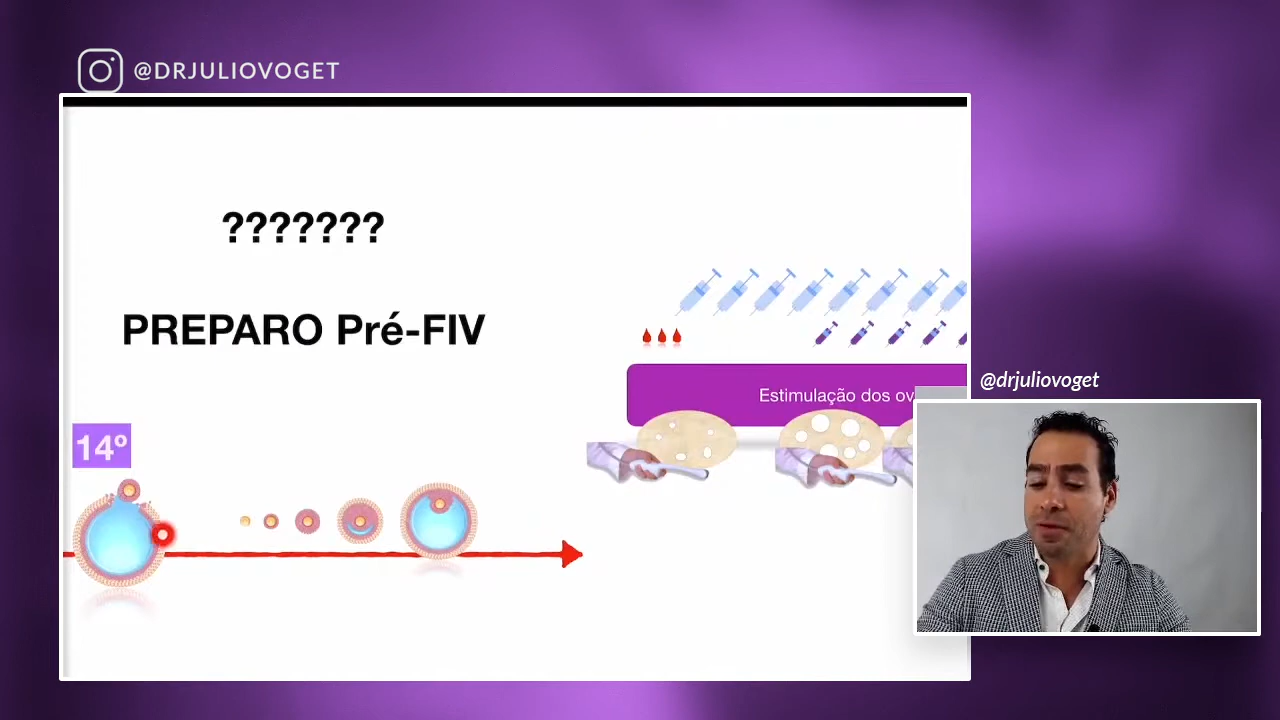 @DRJULIOVOGET
???????
PREPARO Pré-FIV
14º
Estimulação dos ov
@drjuliovoget